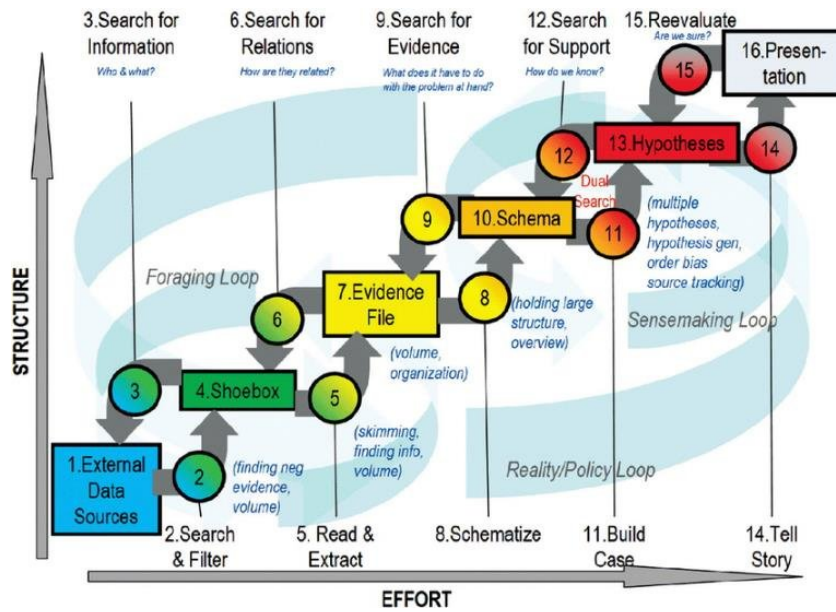 3.Search for
Information
Who & what?
6.Search for
Relations
How are they related?
9.Search for
Evidence
What does it have to do
with the problem at hand?
12.Search
for Support
How do we know?
15.Reevaluate
Are we sure?
16.Presen-
tation
15
13.Hypotheses
14
12
Dual
Search
10.Schema
11
9
(multiple
hypotheses,
hypothesis gen,
order bias
source tracking)
Foraging Loop
7.Evidence
File
8
(holding large
structure,
overview)
Sensemaking Loop
6
(volume,
organization)
3
4.Shoebox
5
(skimming,
finding info,
volume)
1.External
Data
Sources
2
(finding neg
evidence,
volume)
Reality/Policy Loop
2.Search
& Filter
5. Read &
Extract
8.Schematize
11.Build
Case
14.Tell
Story
STRUCTURE
EFFORT